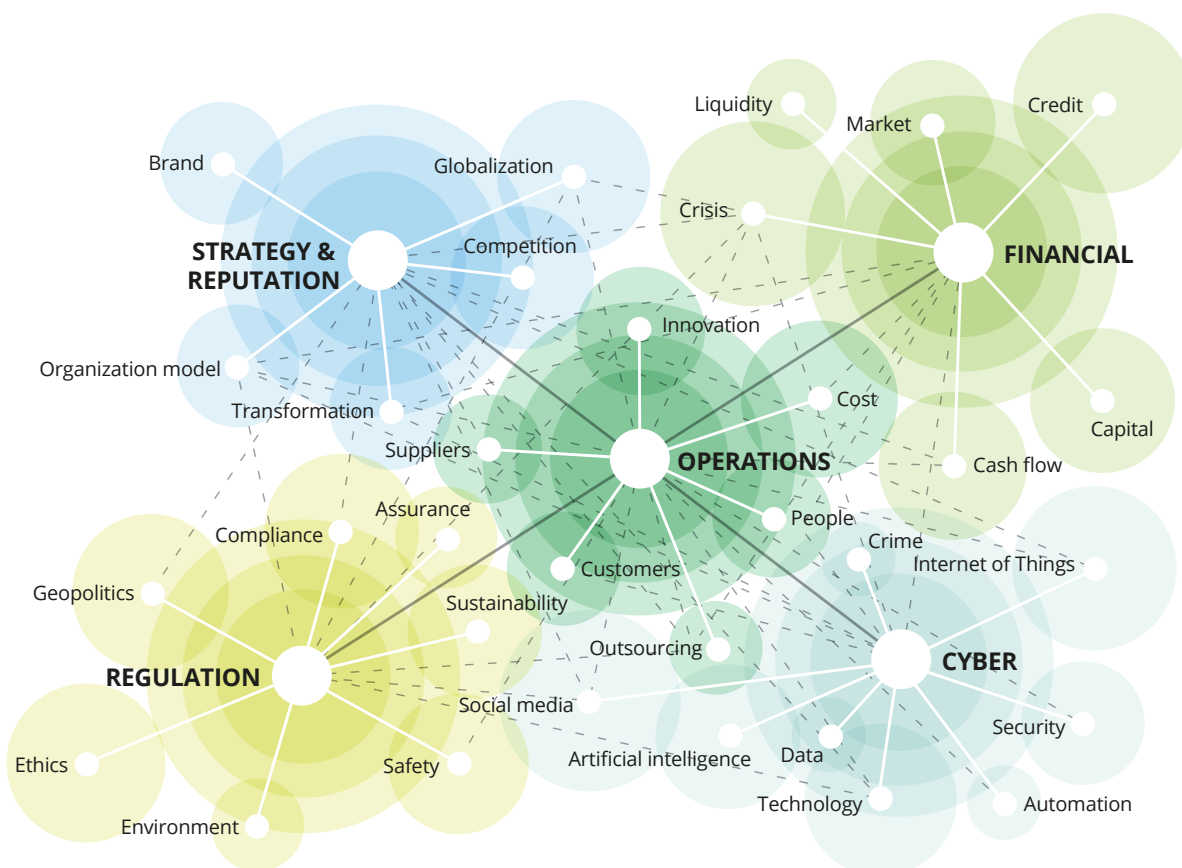 Liquidity
Market
Credit
Brand
Globalization
Crisis
Competition
STRATEGY &
REPUTATION
FINANCIAL
Innovation
Organization model
Transformation
Cost
Capital
Suppliers
OPERATIONS
Cash flow
Assurance
Compliance
People
Crime
Internet of Things
Customers
Geopolitics
Sustainability
Outsourcing
REGULATION
CYBER
Social media
Security
Artificial intelligence
Data
Ethics
Safety
Technology
Automation
Environment